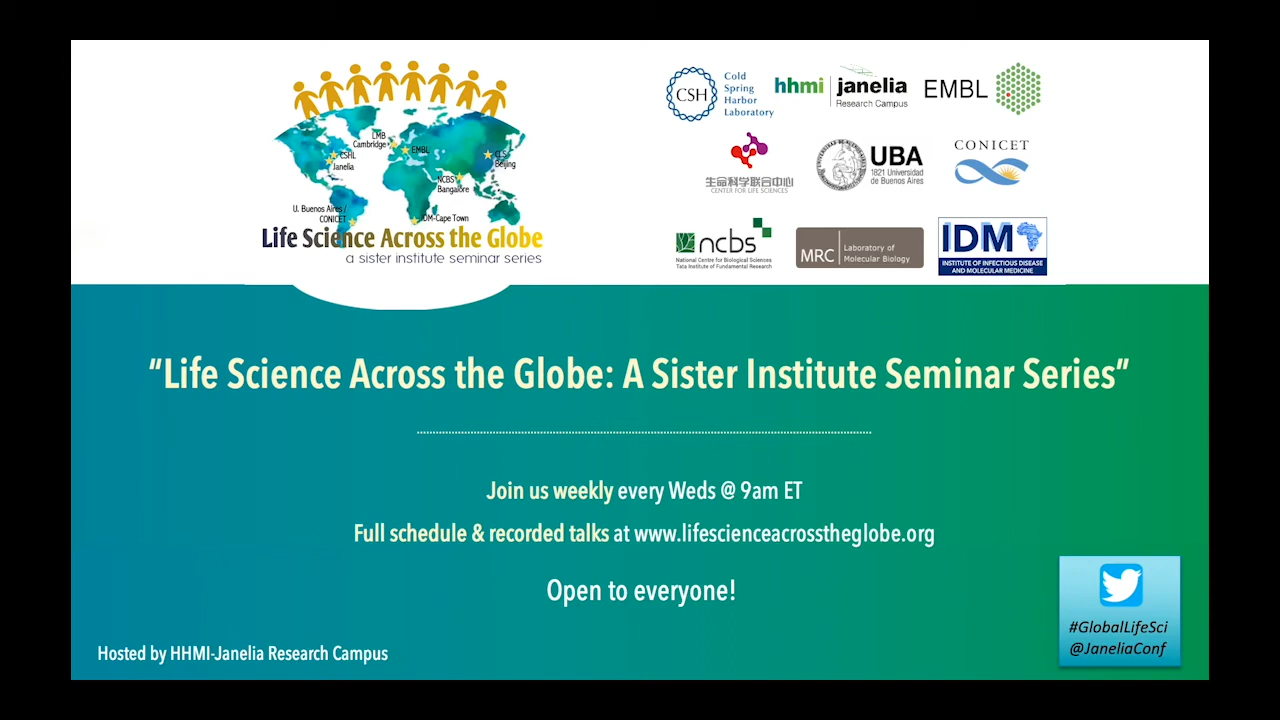 LMB
Cambridge
EMBL
CSHL
Janelia
CLS
Beijing
NCBS
Bangalore
U. Buenos Aires /
CONICET
IDM-Cape Town
Life Science Across the Globe
a sister institute seminar series
CSH
Cold
Spring
Harbor
Laboratory
hhmi janelia
Research Campus
EMBL
生命科学联合中心
CENTER FOR LIFE SCIENCES
UBA
1821 Universidad
de Buenos Aires
CONICET
ncbs
National Centre for Biological Sciences
Tata Institute of Fundamental Research
MRC Laboratory of
Molecular Biology
IDM
INSTITUTE OF INFECTIOUS DISEASE
AND MOLECULAR MEDICINE
“Life Science Across the Globe: A Sister Institute Seminar Series”
Join us weekly every Weds @ 9am ET
Full schedule & recorded talks at www.lifescienceacrosstheglobe.org
Open to everyone!
#GlobalLifeSci
@JaneliaConf
Hosted by HHMI-Janelia Research Campus